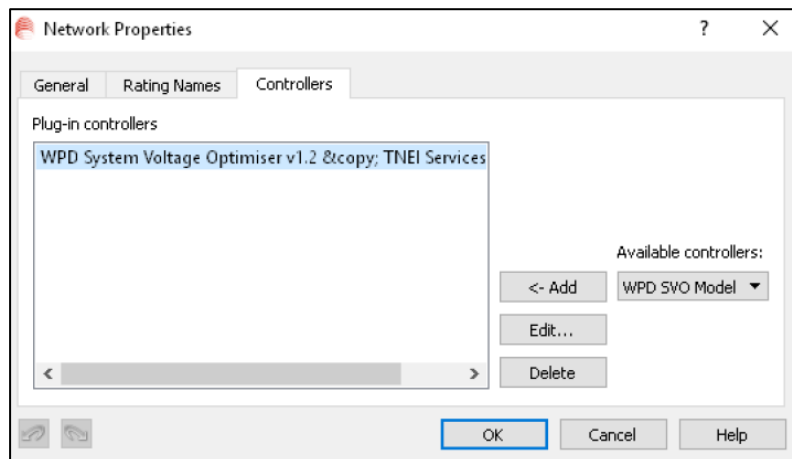 Network Properties
?
General
Rating Names
Controllers
Plug-in controllers
WPD System Voltage Optimiser v1.2 &copy; TNEI Services
Available controllers:
<- Add
WPD SVO Model
Edit...
Delete
OK
Cancel
Help